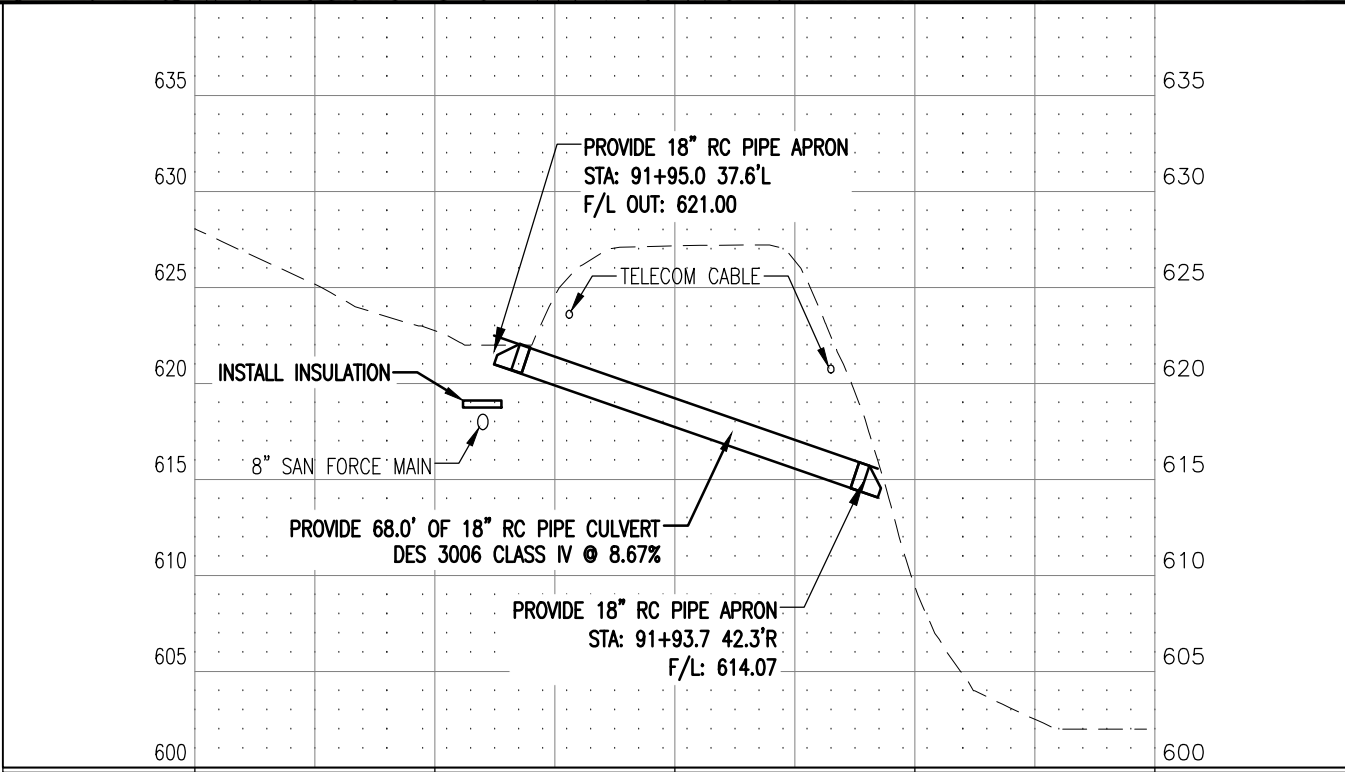 635 635
PROVIDE 18" RC PIPE APRON
STA: 91+95.0 37.6'L
F/L OUT: 621.00
630 630
625 TELECOM CABLE 625
INSTALL INSULATION
620 620
8" SAN FORCE MAIN
615 615
PROVIDE 68.0' OF 18" RC PIPE CULVERT
DES 3006 CLASS IV @ 8.67%
610 610
PROVIDE 18" RC PIPE APRON
STA: 91+93.7 42.3'R
F/L: 614.07
605 605
600 600